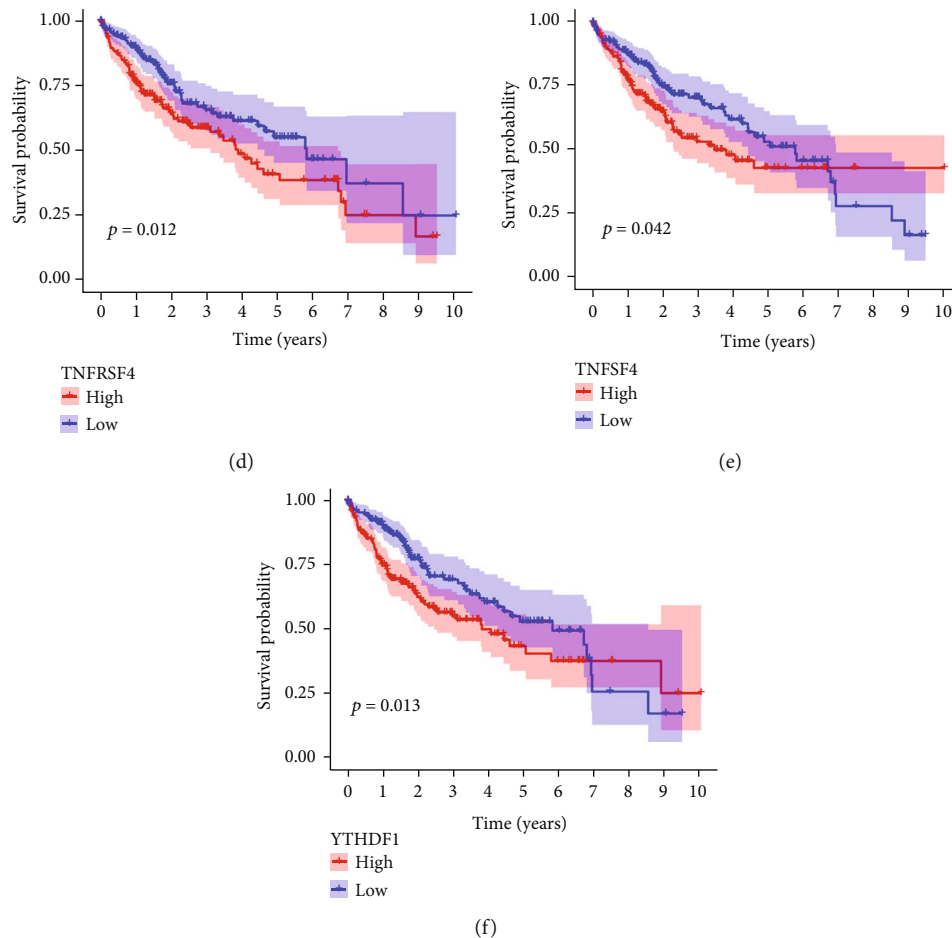 1.00
0.75
0.50
0.25
0.00
Survival probability
p = 0.012
0 1 2 3 4 5 6 7 8 9 10
Time (years)
TNFRSF4
High
Low
(d)
1.00
0.75
0.50
0.25
0.00
Survival probability
p = 0.042
0 1 2 3 4 5 6 7 8 9 10
Time (years)
TNFSF4
High
Low
(e)
1.00
0.75
0.50
0.25
0.00
Survival probability
p = 0.013
0 1 2 3 4 5 6 7 8 9 10
Time (years)
YTHDF1
High
Low
(f)